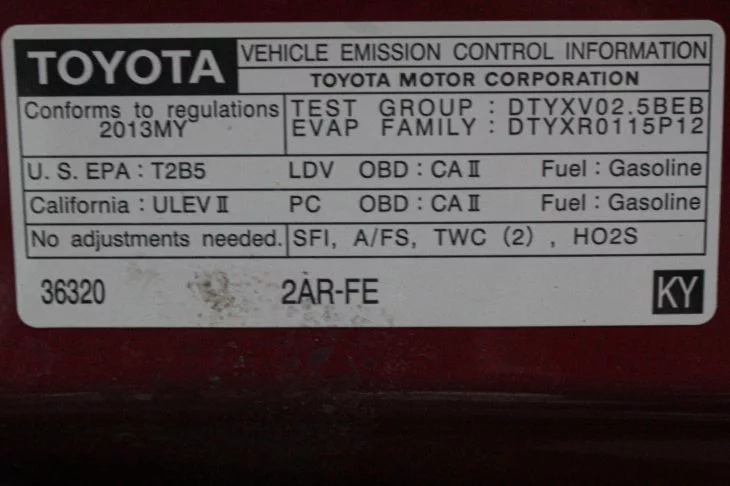 TOYOTA VEHICLE EMISSION CONTROL INFORMATION
TOYOTA MOTOR CORPORATION
Conforms to regulations TEST GROUP : DTYXV02.5BEB
2013MY EVAP FAMILY : DTYXR0115P12
U. S. EPA : T2B5 LDV OBD : CA II Fuel : Gasoline
California : ULEV II PC OBD : CA II Fuel : Gasoline
No adjustments needed. SFI, A/FS, TWC (2) , HO2S
36320 2AR-FE KY